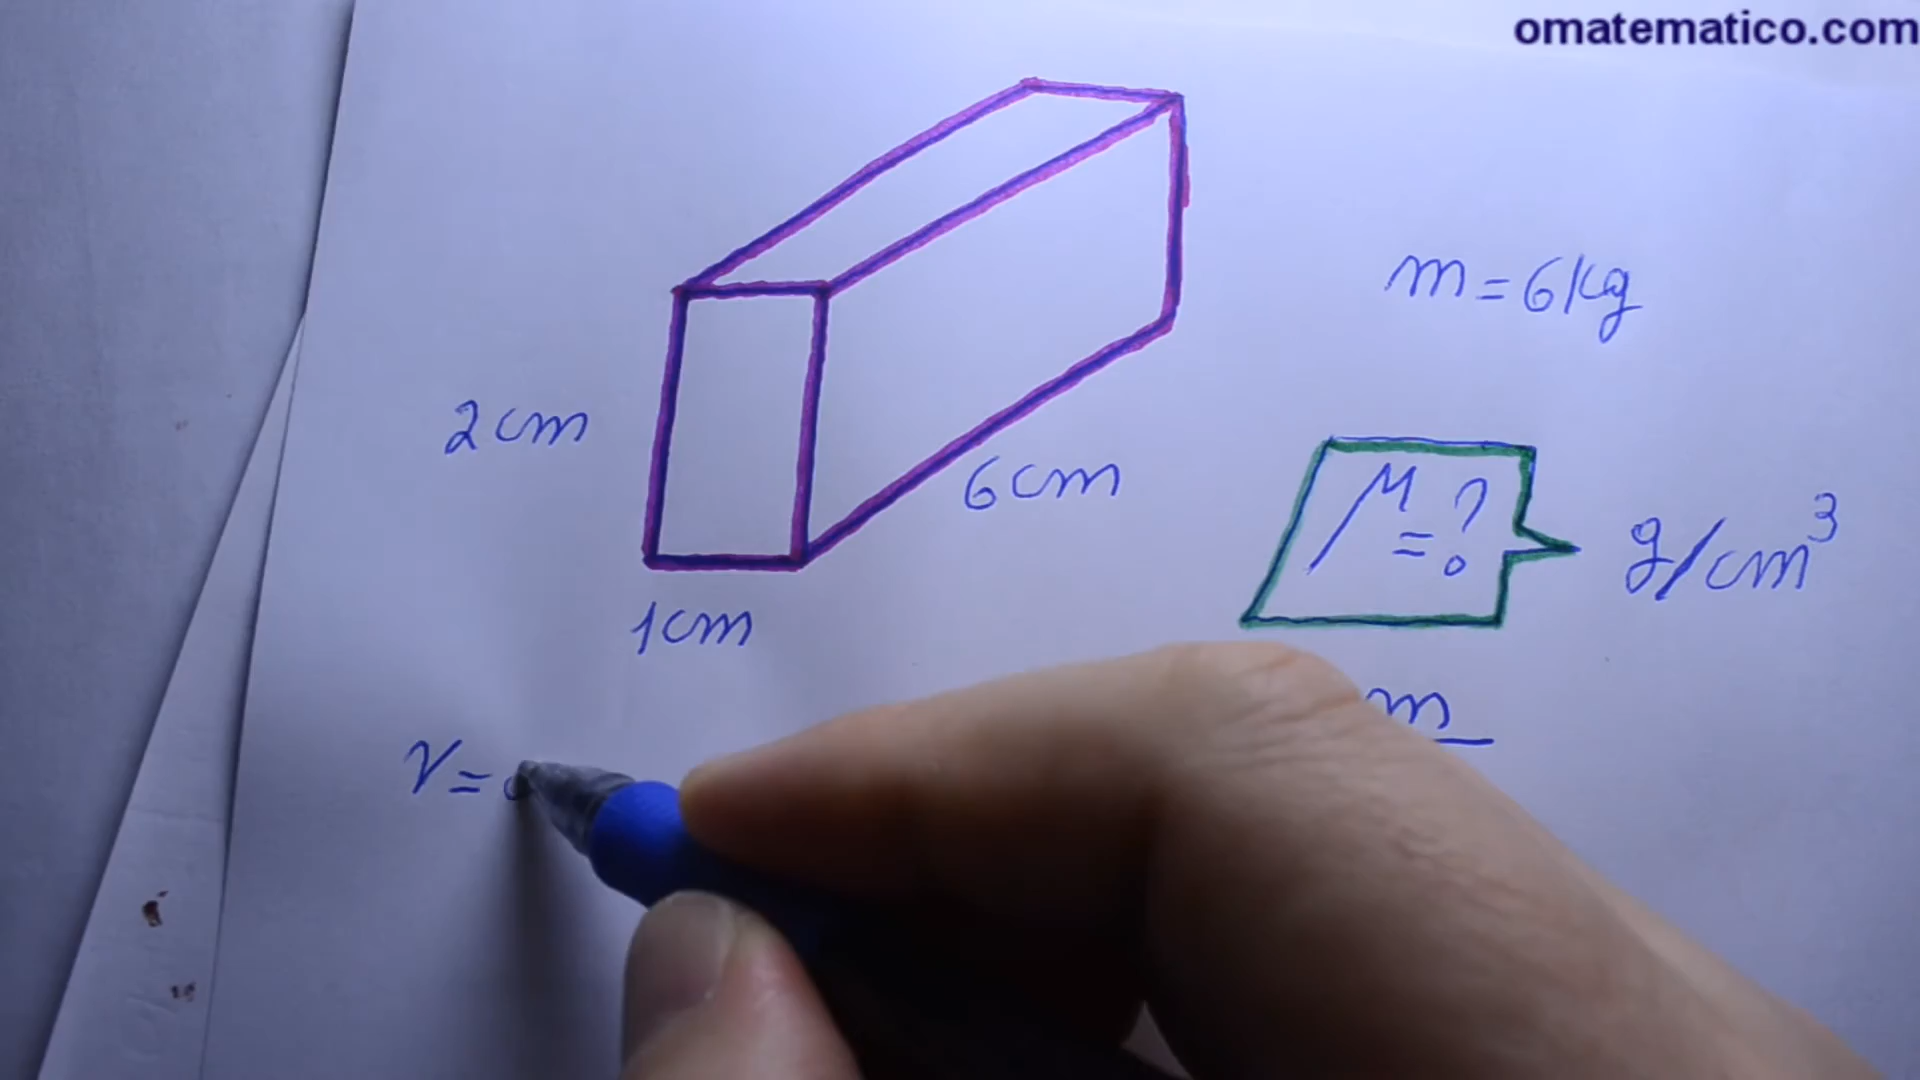 omatematico.com
m = 6kg
2cm
6cm
μ = ?
g/cm³
1cm
m
V =